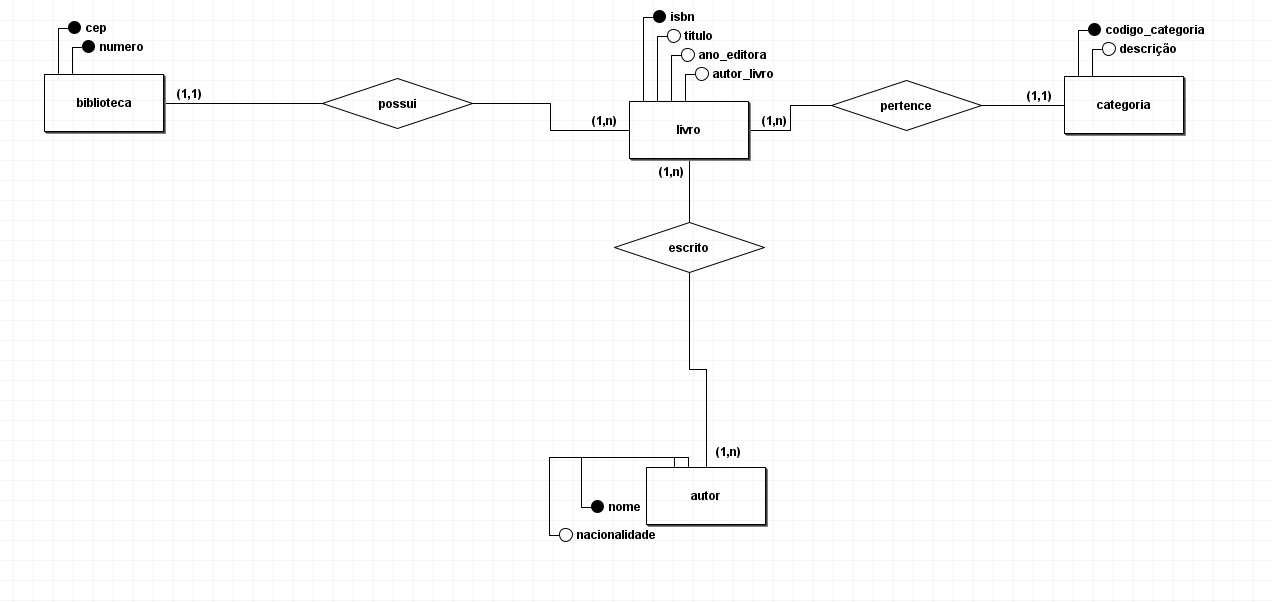 cep
numero
biblioteca
(1,1)
possui
(1,n)
isbn
titulo
ano_editora
autor_livro
livro
(1,n)
pertence
(1,1)
codigo_categoria
descrição
categoria
(1,n)
escrito
(1,n)
autor
nome
nacionalidade